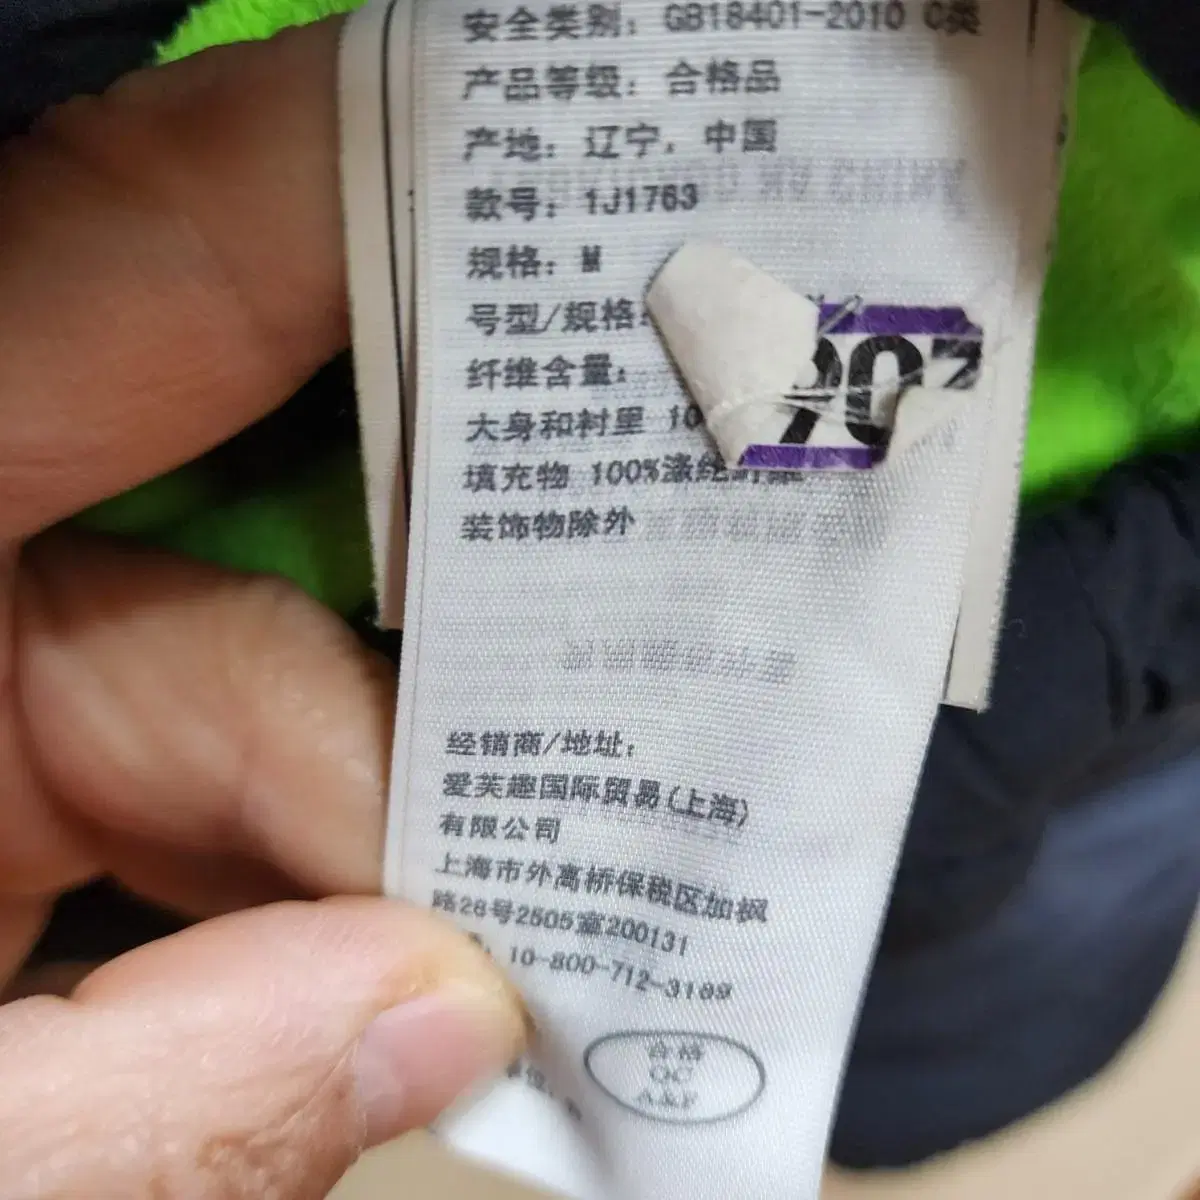 安全类别: GB18401-2010 C类
产品等级: 合格品
产地: 辽宁, 中国
款号: 1J1763
规格: M
号型/规格:
纤维含量:
大身和衬里 10
填充物 100%涤纶纤维
装饰物除外
经销商/地址:
爱芙趣国际贸易(上海)
有限公司
上海市外高桥保税区加枫
路26号2505室200131
10-800-712-3189
合格
QC
A&F